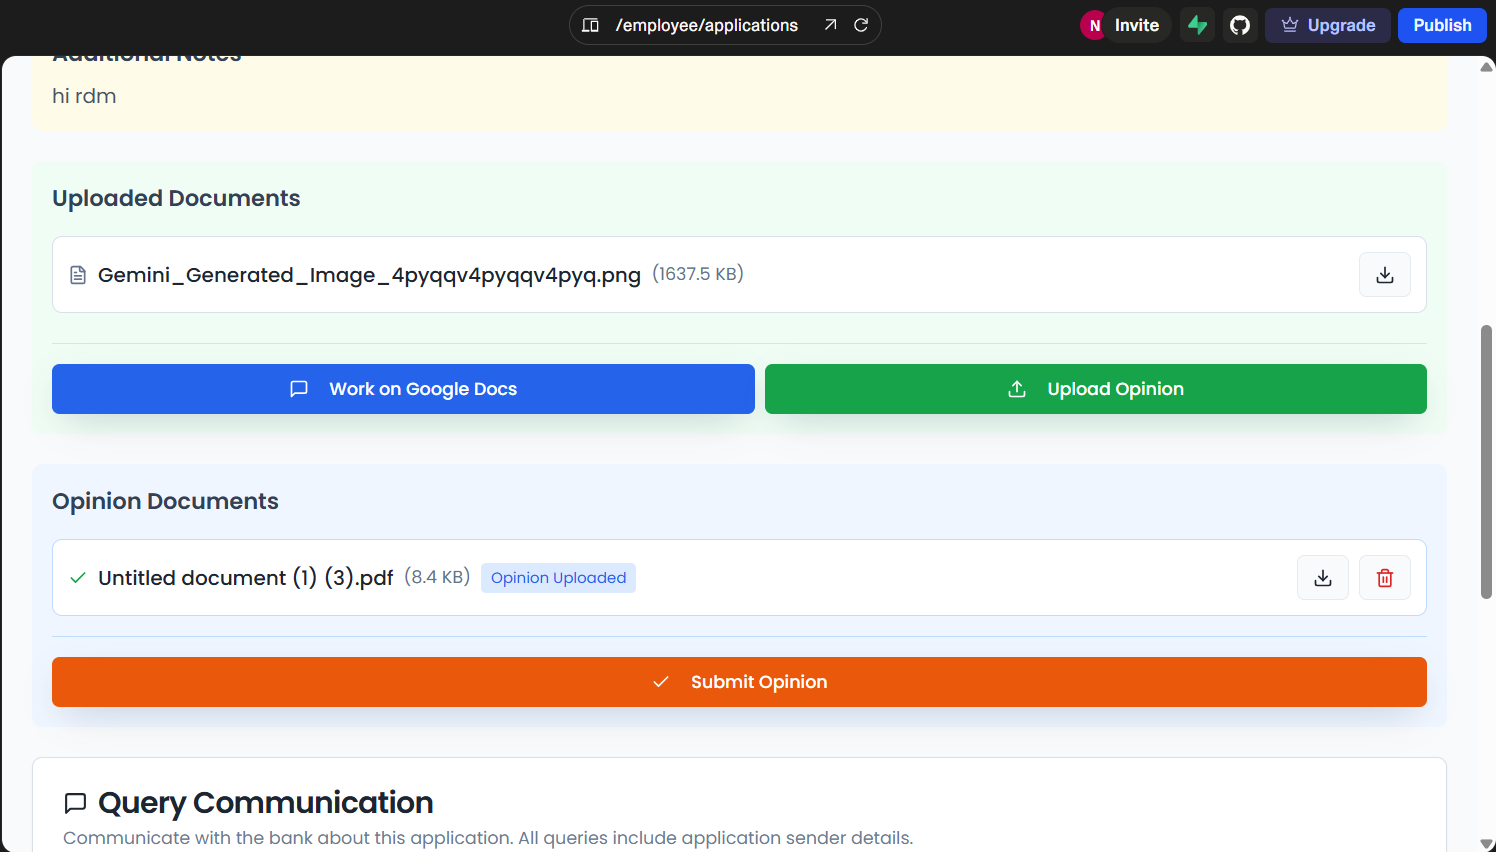 /employee/applications
N Invite
Upgrade
Publish
Additional Notes
hi rdm
Uploaded Documents
Gemini_Generated_Image_4pyqqv4pyqqv4pyq.png (1637.5 KB)
Work on Google Docs
Upload Opinion
Opinion Documents
Untitled document (1) (3).pdf (8.4 KB) Opinion Uploaded
Submit Opinion
Query Communication
Communicate with the bank about this application. All queries include application sender details.